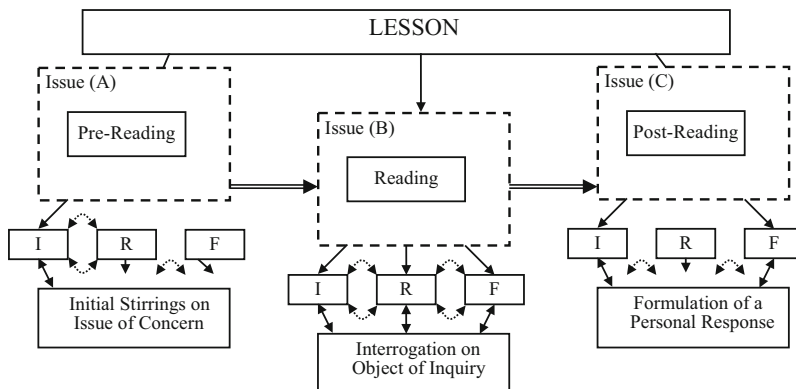 LESSON
Issue (A)
Pre-Reading
Issue (B)
Reading
Issue (C)
Post-Reading
I
R
F
Initial Stirrings on
Issue of Concern
I
R
F
Interrogation on
Object of Inquiry
I
R
F
Formulation of a
Personal Response